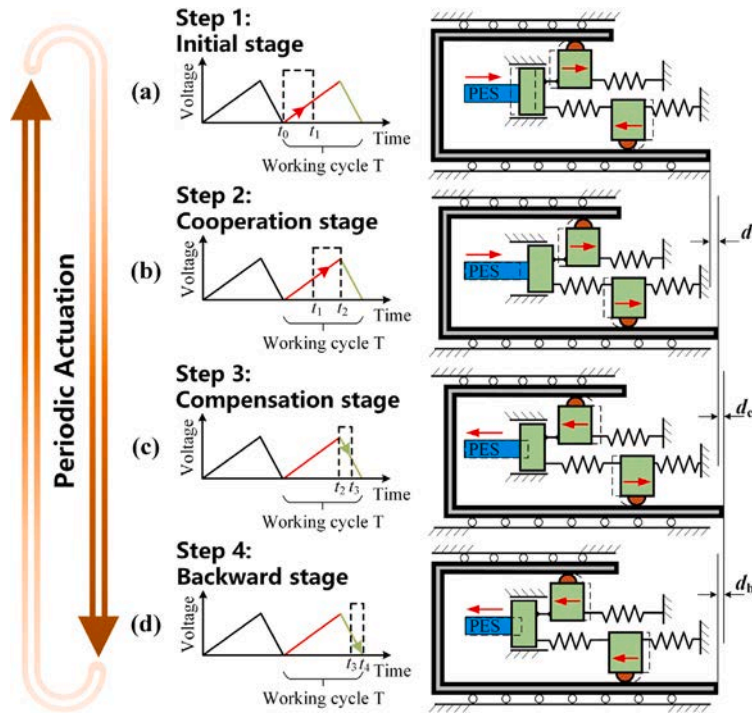 Periodic Actuation
Step 1:
Initial stage
(a)
Voltage
t0
t1
Time
Working cycle T
PES
Step 2:
Cooperation stage
(b)
Voltage
t1
t2
Time
Working cycle T
PES
d
Step 3:
Compensation stage
(c)
Voltage
t2
t3
Time
Working cycle T
PES
dc
Step 4:
Backward stage
(d)
Voltage
t3
t4
Time
Working cycle T
PES